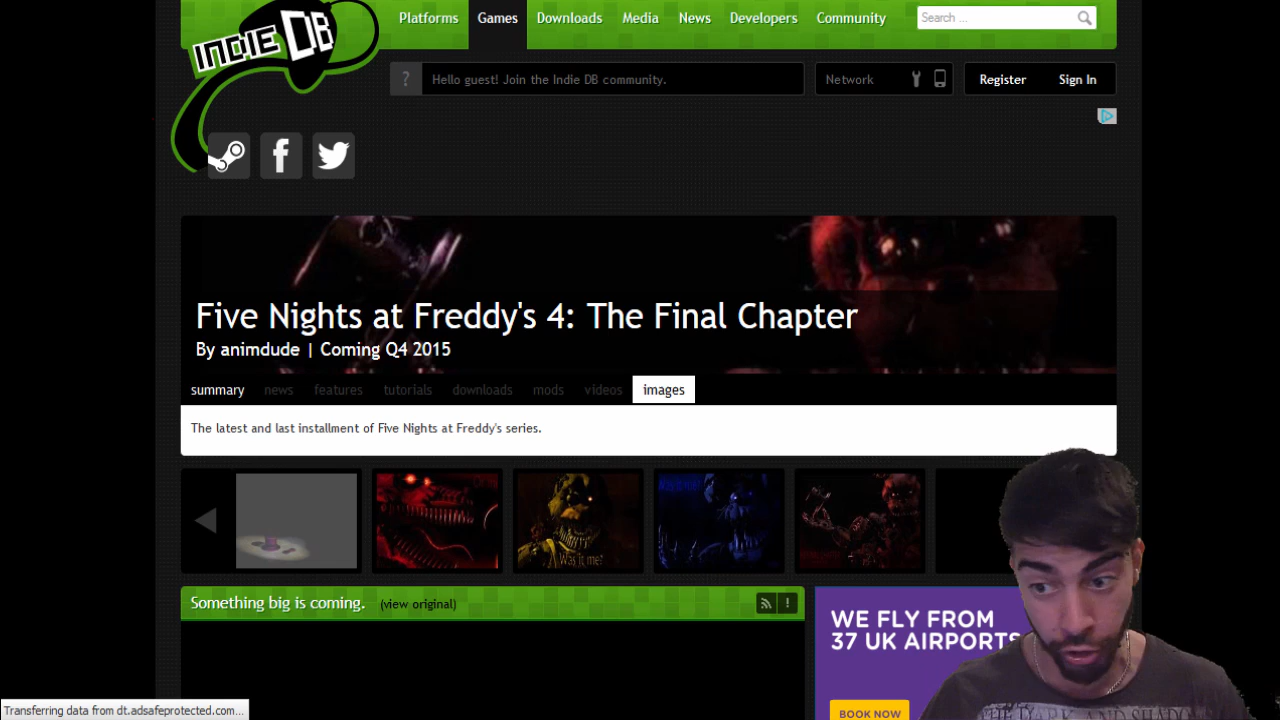 INDIE DB
Platforms Games Downloads Media News Developers Community Search ...
? Hello guest! Join the Indie DB community. Network Register Sign In
Five Nights at Freddy's 4: The Final Chapter
By animdude | Coming Q4 2015
summary news features tutorials downloads mods videos images
The latest and last installment of Five Nights at Freddy's series.
Was it me?
Something big is coming. (view original)
WE FLY FROM
37 UK AIRPORTS
BOOK NOW
Transferring data from dt.adsafeprotected.com...